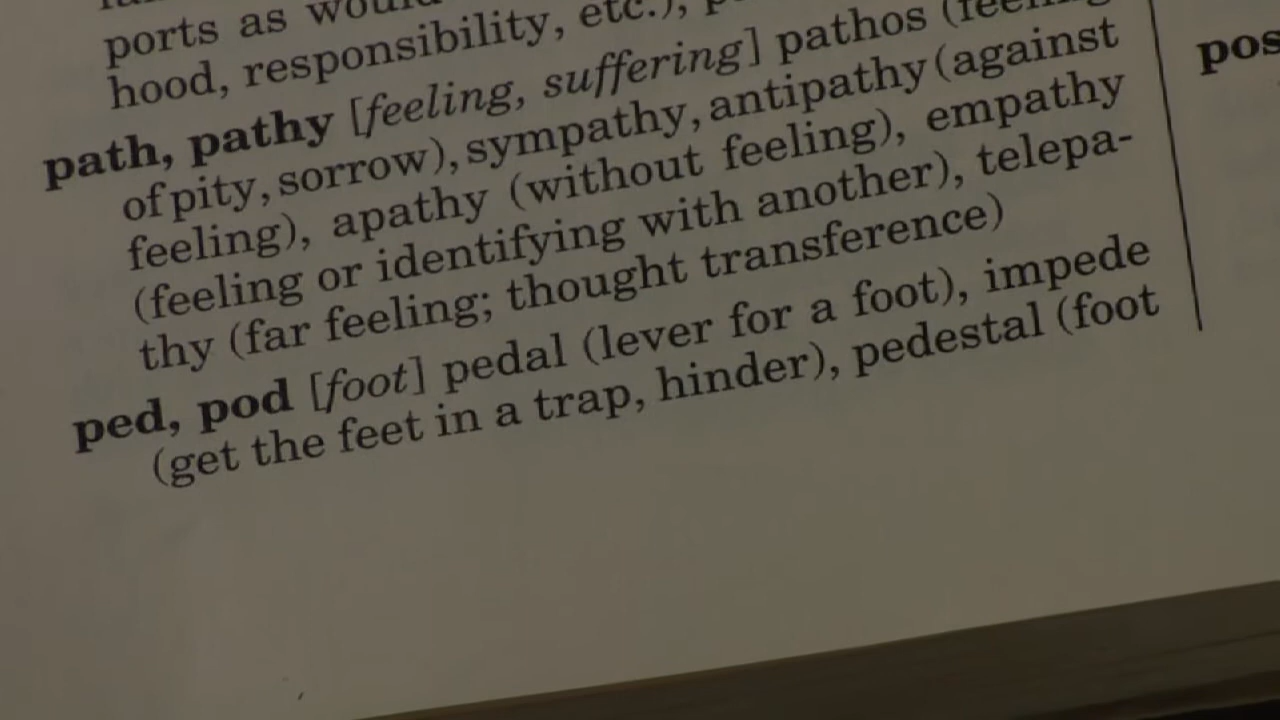 ports as
hood, responsibility, etc.),
path, pathy [feeling, suffering] pathos
of pity, sorrow), sympathy, antipathy (against
feeling), apathy (without feeling), empathy
(feeling or identifying with another), telepa-
thy (far feeling; thought transference)
ped, pod [foot] pedal (lever for a foot), impede
(get the feet in a trap, hinder), pedestal (foot
pos